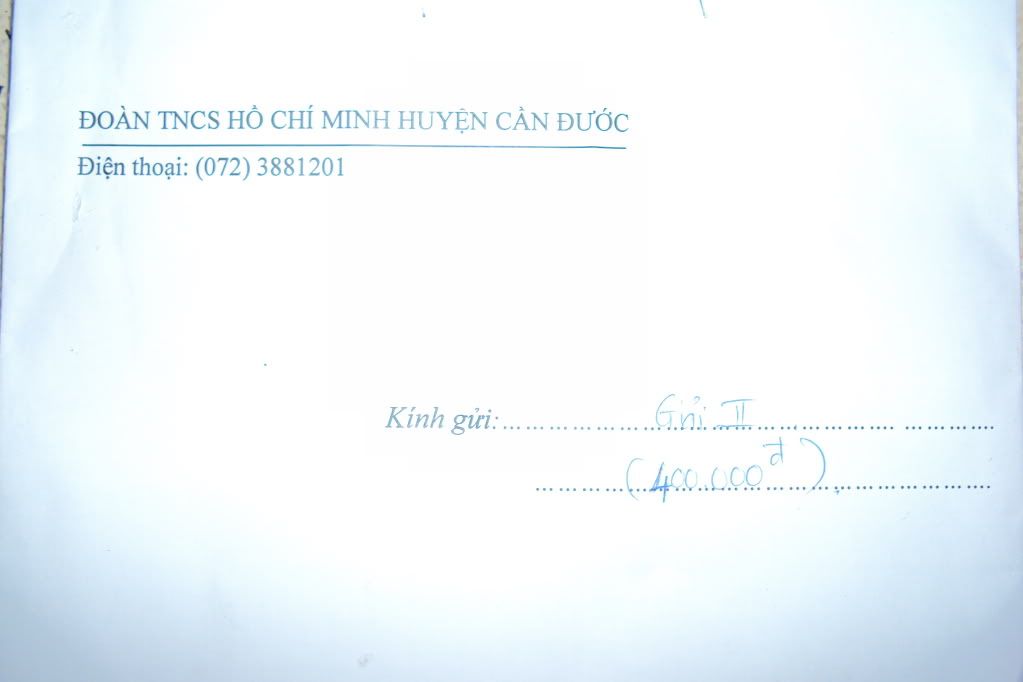 ĐOÀN TNCS HỒ CHÍ MINH HUYỆN CẦN ĐƯỚC
Điện thoại: (072) 3881201
Kính gửi: Giải II
(400.000đ)